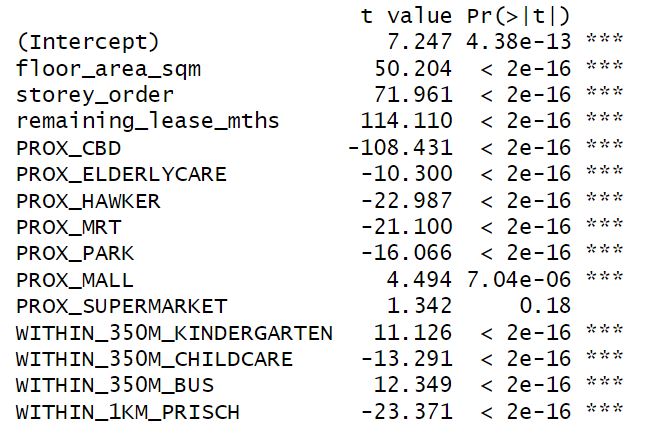 t value Pr(>|t|)
(Intercept) 7.247 4.38e-13 ***
floor_area_sqm 50.204 < 2e-16 ***
storey_order 71.961 < 2e-16 ***
remaining_lease_mths 114.110 < 2e-16 ***
PROX_CBD -108.431 < 2e-16 ***
PROX_ELDERLYCARE -10.300 < 2e-16 ***
PROX_HAWKER -22.987 < 2e-16 ***
PROX_MRT -21.100 < 2e-16 ***
PROX_PARK -16.066 < 2e-16 ***
PROX_MALL 4.494 7.04e-06 ***
PROX_SUPERMARKET 1.342 0.18
WITHIN_350M_KINDERGARTEN 11.126 < 2e-16 ***
WITHIN_350M_CHILDCARE -13.291 < 2e-16 ***
WITHIN_350M_BUS 12.349 < 2e-16 ***
WITHIN_1KM_PRISCH -23.371 < 2e-16 ***